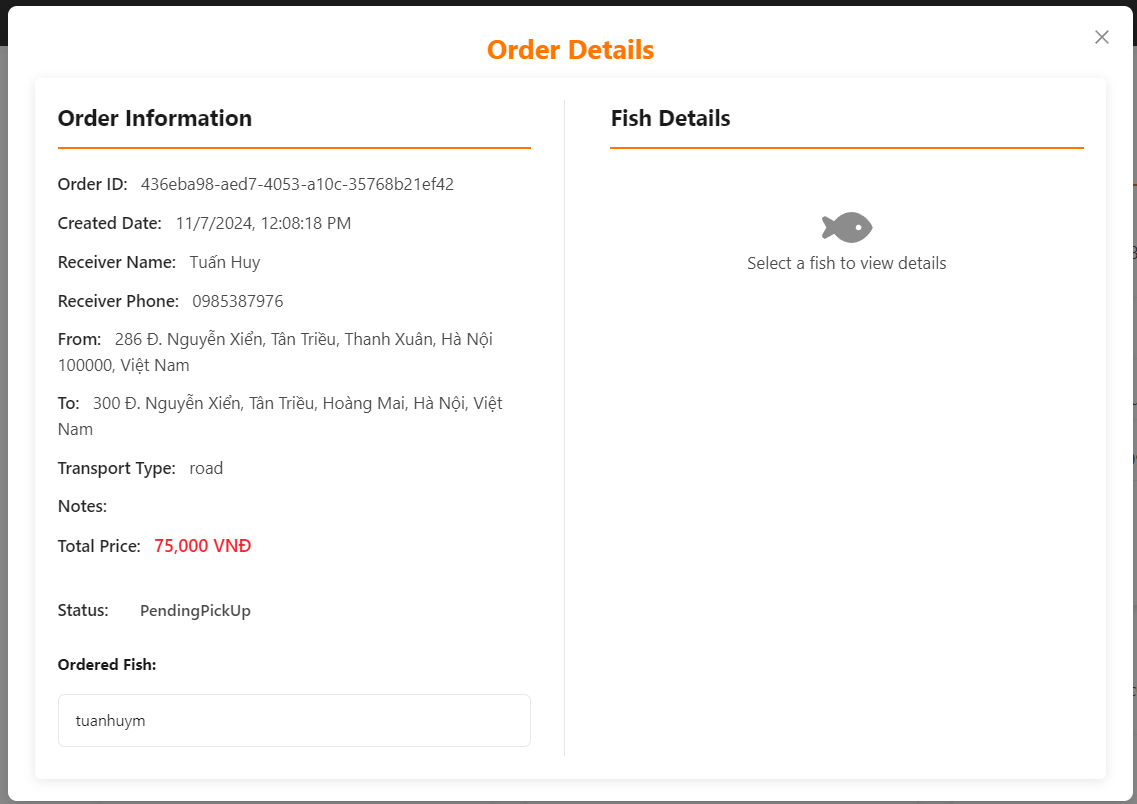 Order Details
Order Information
Order ID: 436eba98-aed7-4053-a10c-35768b21ef42
Created Date: 11/7/2024, 12:08:18 PM
Receiver Name: Tuấn Huy
Receiver Phone: 0985387976
From: 286 Đ. Nguyễn Xiển, Tân Triều, Thanh Xuân, Hà Nội
100000, Việt Nam
To: 300 Đ. Nguyễn Xiển, Tân Triều, Hoàng Mai, Hà Nội, Việt
Nam
Transport Type: road
Notes:
Total Price: 75,000 VNĐ
Status: PendingPickUp
Ordered Fish:
tuanhuym
Fish Details
Select a fish to view details